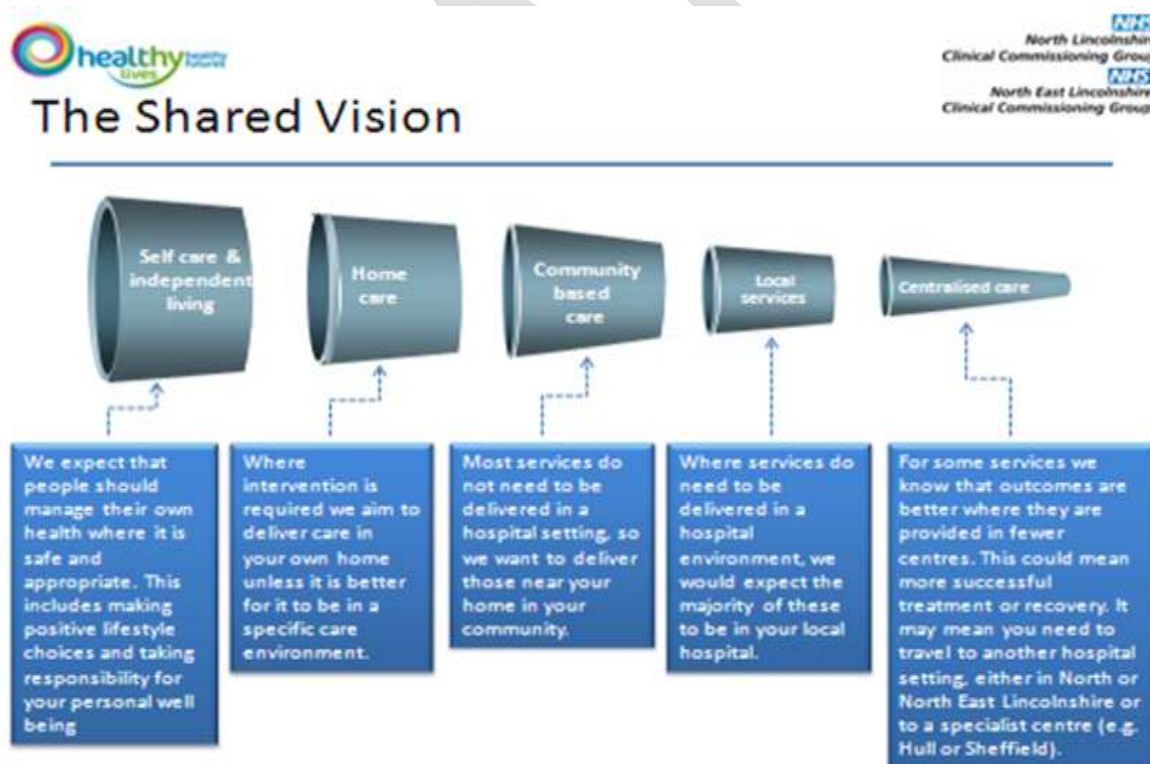 healthy healthy
lives futures
NHS
North Lincolnshire
Clinical Commissioning Group
NHS
North East Lincolnshire
Clinical Commissioning Group
The Shared Vision
Self care &
independent
living
Home
care
Community
based
care
Local
services
Centralised care
We expect that
people should
manage their own
health where it is
safe and
appropriate. This
includes making
positive lifestyle
choices and taking
responsibility for
your personal well
being
Where
intervention is
required we aim to
deliver care in
your own home
unless it is better
for it to be in a
specific care
environment.
Most services do
not need to be
delivered in a
hospital setting, so
we want to deliver
those near your
home in your
community.
Where services do
need to be
delivered in a
hospital
environment, we
would expect the
majority of these
to be in your local
hospital.
For some services we
know that outcomes are
better where they are
provided in fewer
centres. This could mean
more successful
treatment or recovery. It
may mean you need to
travel to another hospital
setting, either in North or
North East Lincolnshire or
to a specialist centre (e.g.
Hull or Sheffield).